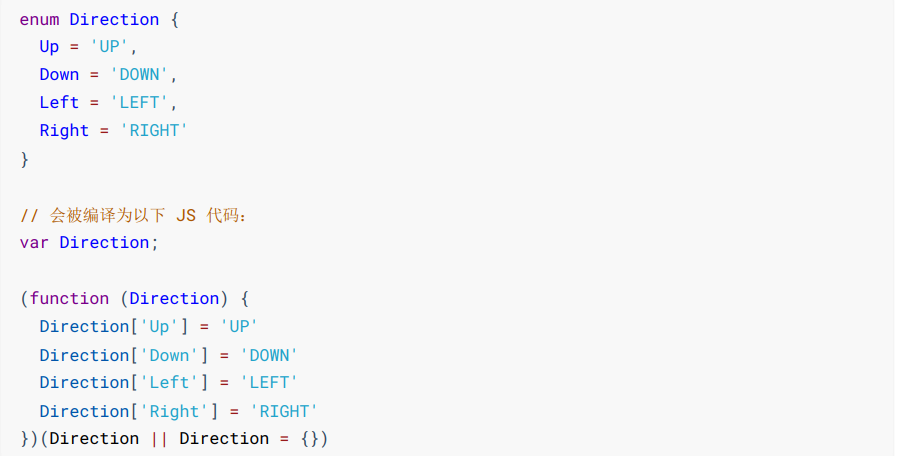 enum Direction {
  Up = 'UP',
  Down = 'DOWN',
  Left = 'LEFT',
  Right = 'RIGHT'
}
// 会被编译为以下 JS 代码：
var Direction;
(function (Direction) {
  Direction['Up'] = 'UP'
  Direction['Down'] = 'DOWN'
  Direction['Left'] = 'LEFT'
  Direction['Right'] = 'RIGHT'
})(Direction || Direction = {})